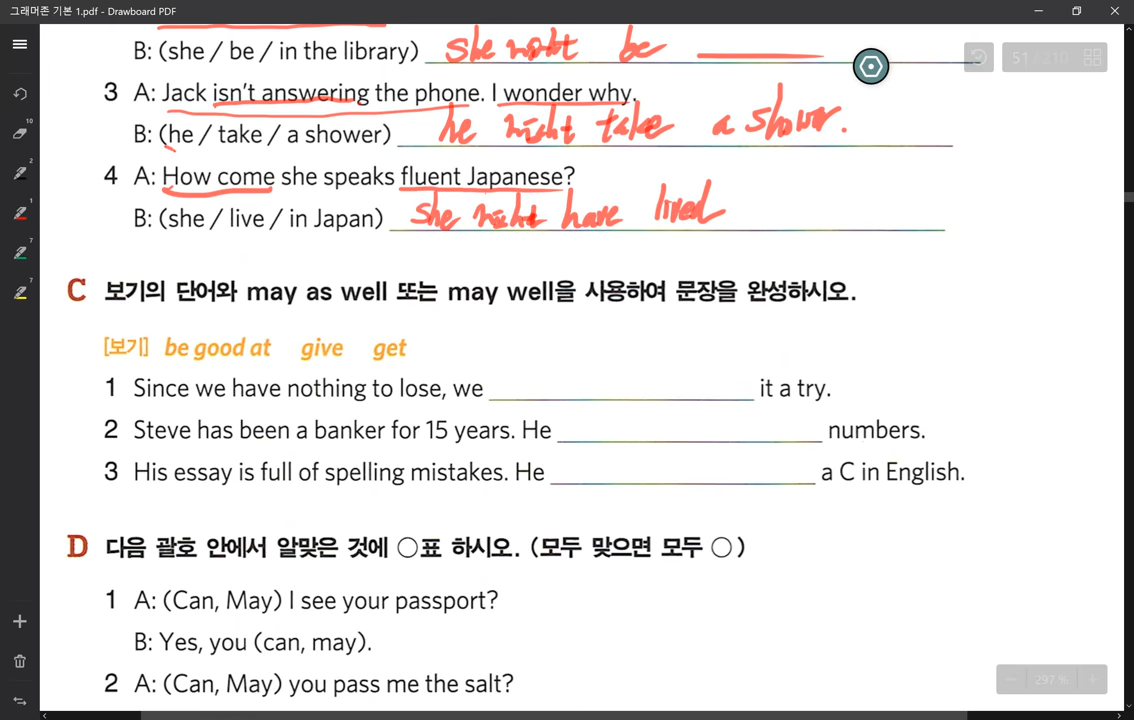 그래머존 기본 1.pdf - Drawboard PDF
B: (she / be / in the library) she might be
51 / 210
3 A: Jack isn't answering the phone. I wonder why.
B: (he / take / a shower) he might take a shower.
4 A: How come she speaks fluent Japanese?
B: (she / live / in Japan) she might have lived
C 보기의 단어와 may as well 또는 may well을 사용하여 문장을 완성하시오.
[보기] be good at give get
1 Since we have nothing to lose, we it a try.
2 Steve has been a banker for 15 years. He numbers.
3 His essay is full of spelling mistakes. He a C in English.
D 다음 괄호 안에서 알맞은 것에 ○표 하시오. (모두 맞으면 모두 ○)
1 A: (Can, May) I see your passport?
B: Yes, you (can, may).
2 A: (Can, May) you pass me the salt?
297 %
10
2
1
7
7